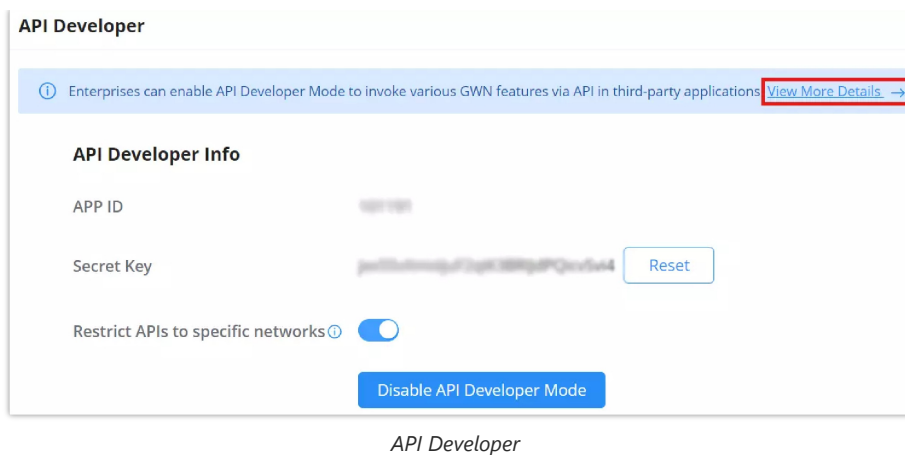 API Developer
Enterprises can enable API Developer Mode to invoke various GWN features via API in third-party applications View More Details →
API Developer Info
APP ID
Secret Key
Reset
Restrict APIs to specific networks
Disable API Developer Mode
API Developer